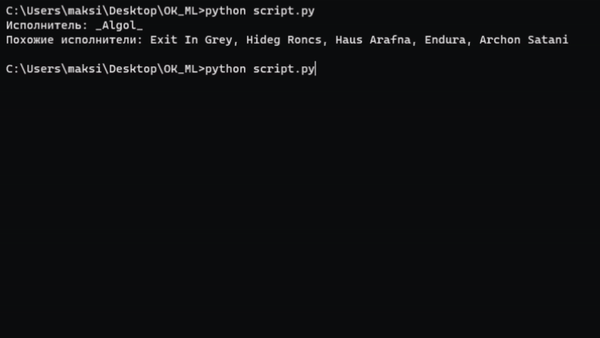 C:\Users\maksi\Desktop\OK_ML>python script.py
Исполнитель: _Algol_
Похожие исполнители: Exit In Grey, Hideg Roncs, Haus Arafna, Endura, Archon Satani
C:\Users\maksi\Desktop\OK_ML>python script.py